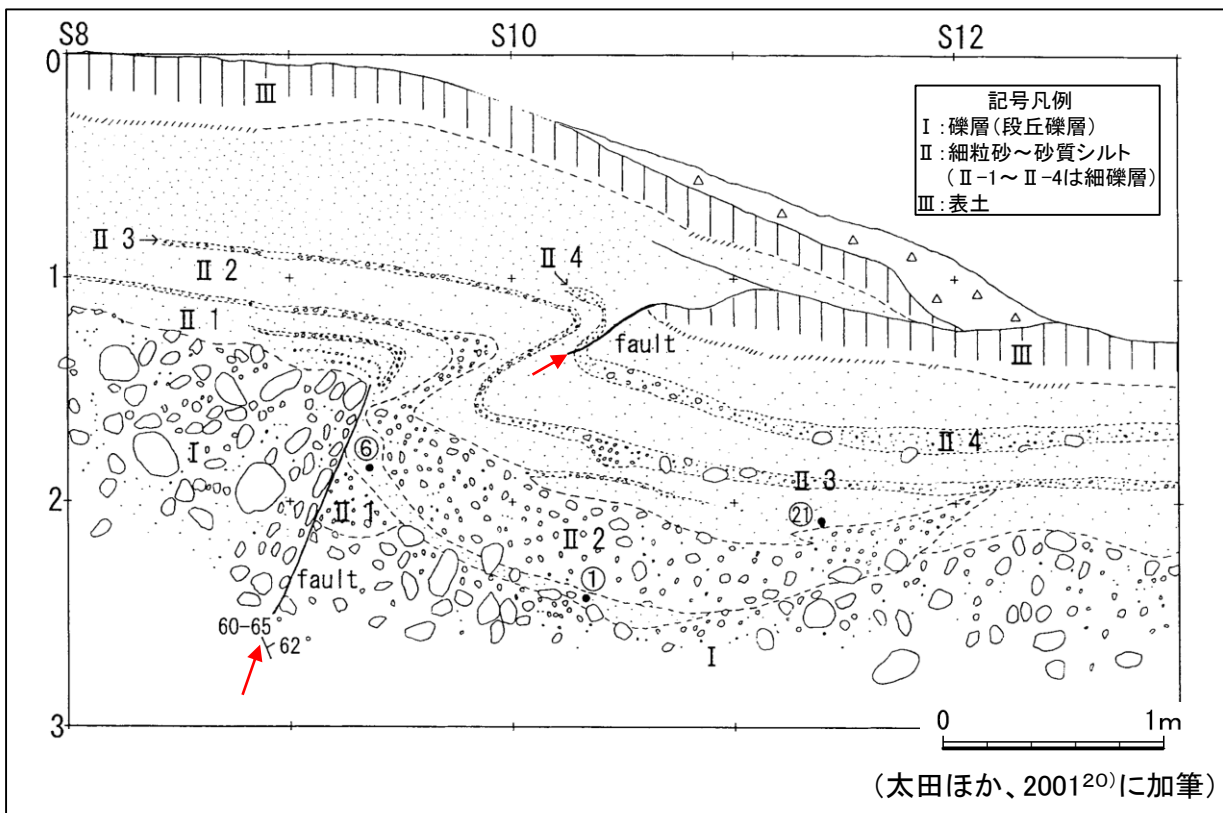 S8 S10 S12
0
Ⅲ
記号凡例
Ⅰ:礫層(段丘礫層)
Ⅱ:細粒砂~砂質シルト
(Ⅱ-1~Ⅱ-4は細礫層)
Ⅲ:表土
Ⅱ 3→
Ⅱ 2
Ⅱ 4
1
Ⅱ 1
fault
Ⅲ
Ⅰ
⑥
Ⅱ 4
Ⅱ 3
2
Ⅱ 1
㉑
Ⅱ 2
fault
①
60-65
62
Ⅰ
3
0 1m
(太田ほか、2001²⁰⁾に加筆)